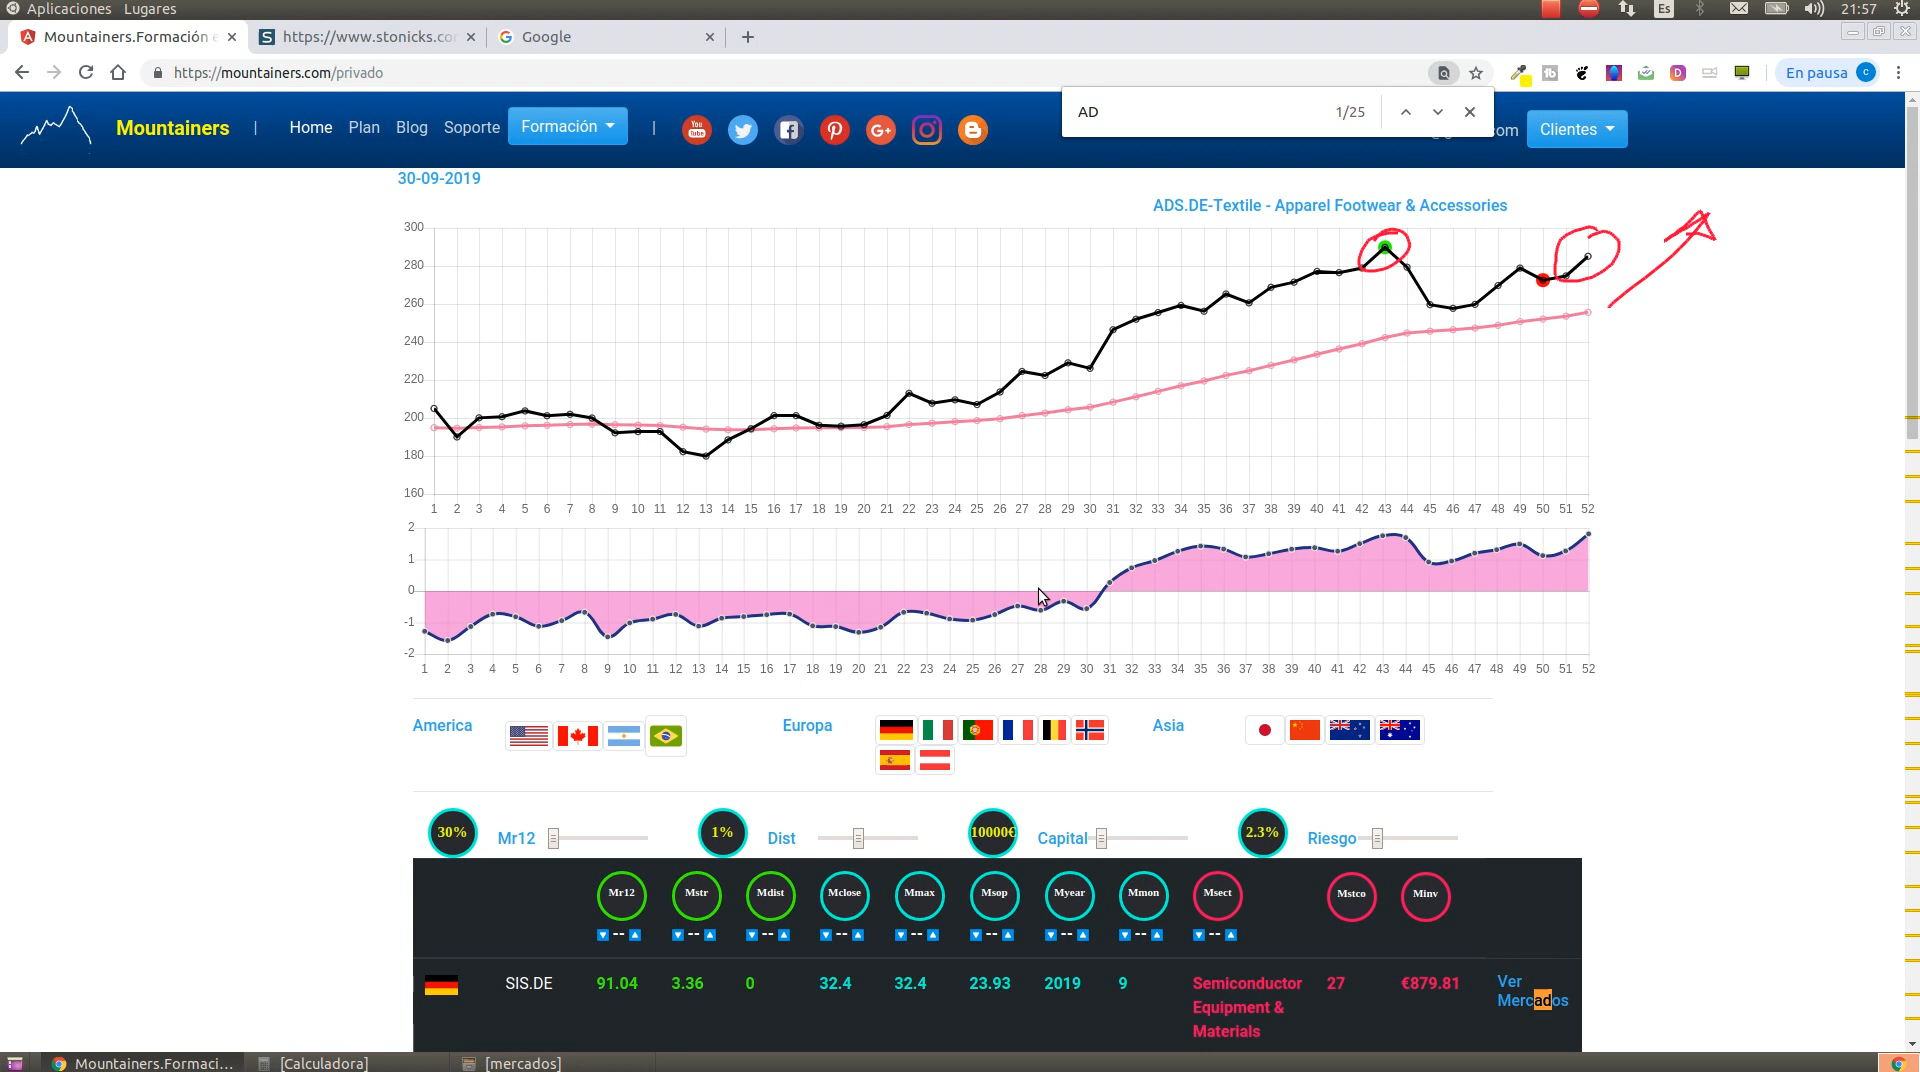 Aplicaciones Lugares
Es
21:57
Mountainers.Formación e
https://www.stonicks.co
Google
https://mountainers.com/privado
En pausa
C
Mountainers | Home Plan Blog Soporte Formación |
You Tube
AD 1/25
com Clientes
30-09-2019
ADS.DE-Textile - Apparel Footwear & Accessories
300
280
260
240
220
200
180
160
1 2 3 4 5 6 7 8 9 10 11 12 13 14 15 16 17 18 19 20 21 22 23 24 25 26 27 28 29 30 31 32 33 34 35 36 37 38 39 40 41 42 43 44 45 46 47 48 49 50 51 52
2
1
0
-1
-2
1 2 3 4 5 6 7 8 9 10 11 12 13 14 15 16 17 18 19 20 21 22 23 24 25 26 27 28 29 30 31 32 33 34 35 36 37 38 39 40 41 42 43 44 45 46 47 48 49 50 51 52
America Europa Asia
30% Mr12 1% Dist 10000€ Capital 2.3% Riesgo
Mr12 Mstr Mdist Mclose Mmax Msop Myear Mmon Msect Mstco Minv
-- -- -- -- -- -- -- -- --
SIS.DE 91.04 3.36 0 32.4 32.4 23.93 2019 9 Semiconductor 27 €879.81 Ver
Equipment & Mercados
Materials
Mountainers.Formaci... [Calculadora] [mercados]